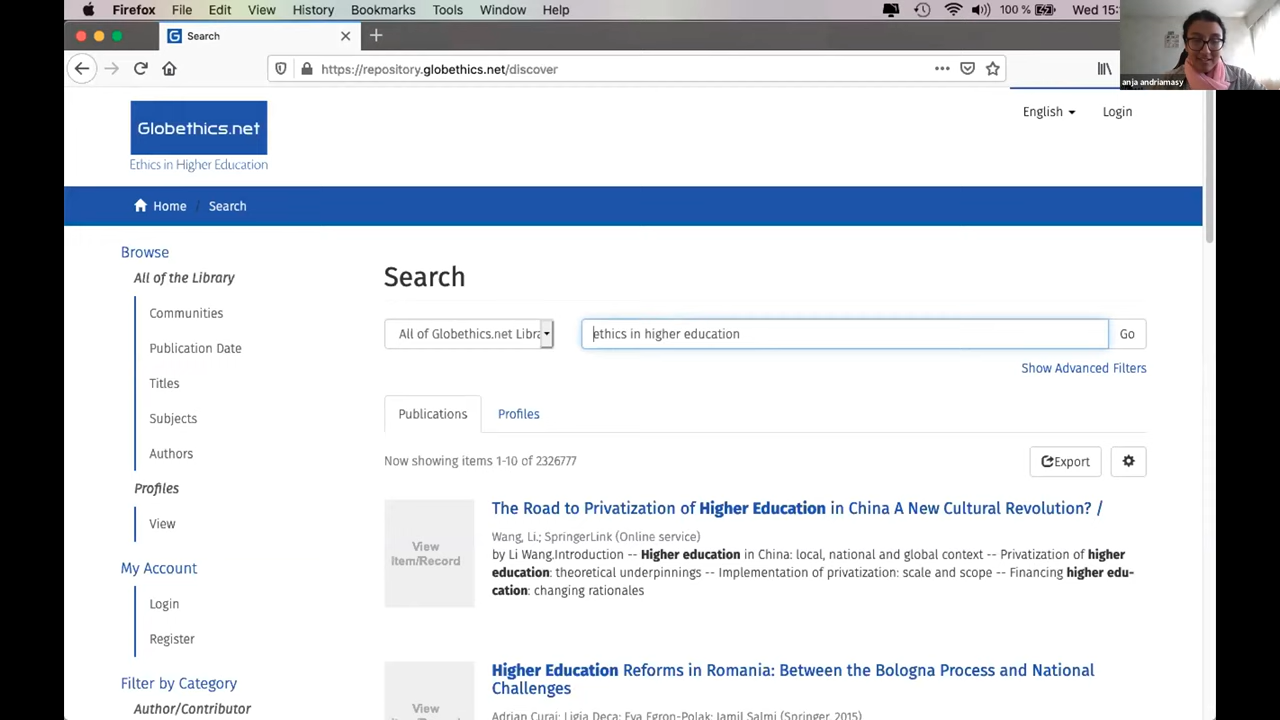 Firefox File Edit View History Bookmarks Tools Window Help 100 % Wed 15:
G Search
https://repository.globethics.net/discover
anja andriamasy
Globethics.net
Ethics in Higher Education
English Login
Home / Search
Browse
All of the Library
Communities
Publication Date
Titles
Subjects
Authors
Profiles
View
My Account
Login
Register
Filter by Category
Author/Contributor
Search
All of Globethics.net Libra
ethics in higher education
Go
Show Advanced Filters
Publications Profiles
Now showing items 1-10 of 2326777
Export
View
Item/Record
The Road to Privatization of Higher Education in China A New Cultural Revolution? /
Wang, Li.; SpringerLink (Online service)
by Li Wang.Introduction -- Higher education in China: local, national and global context -- Privatization of higher
education: theoretical underpinnings -- Implementation of privatization: scale and scope -- Financing higher edu-
cation: changing rationales
View
Higher Education Reforms in Romania: Between the Bologna Process and National
Challenges
Adrian Curaj; Ligia Deca; Eva Egron-Polak; Jamil Salmi (Springer, 2015)